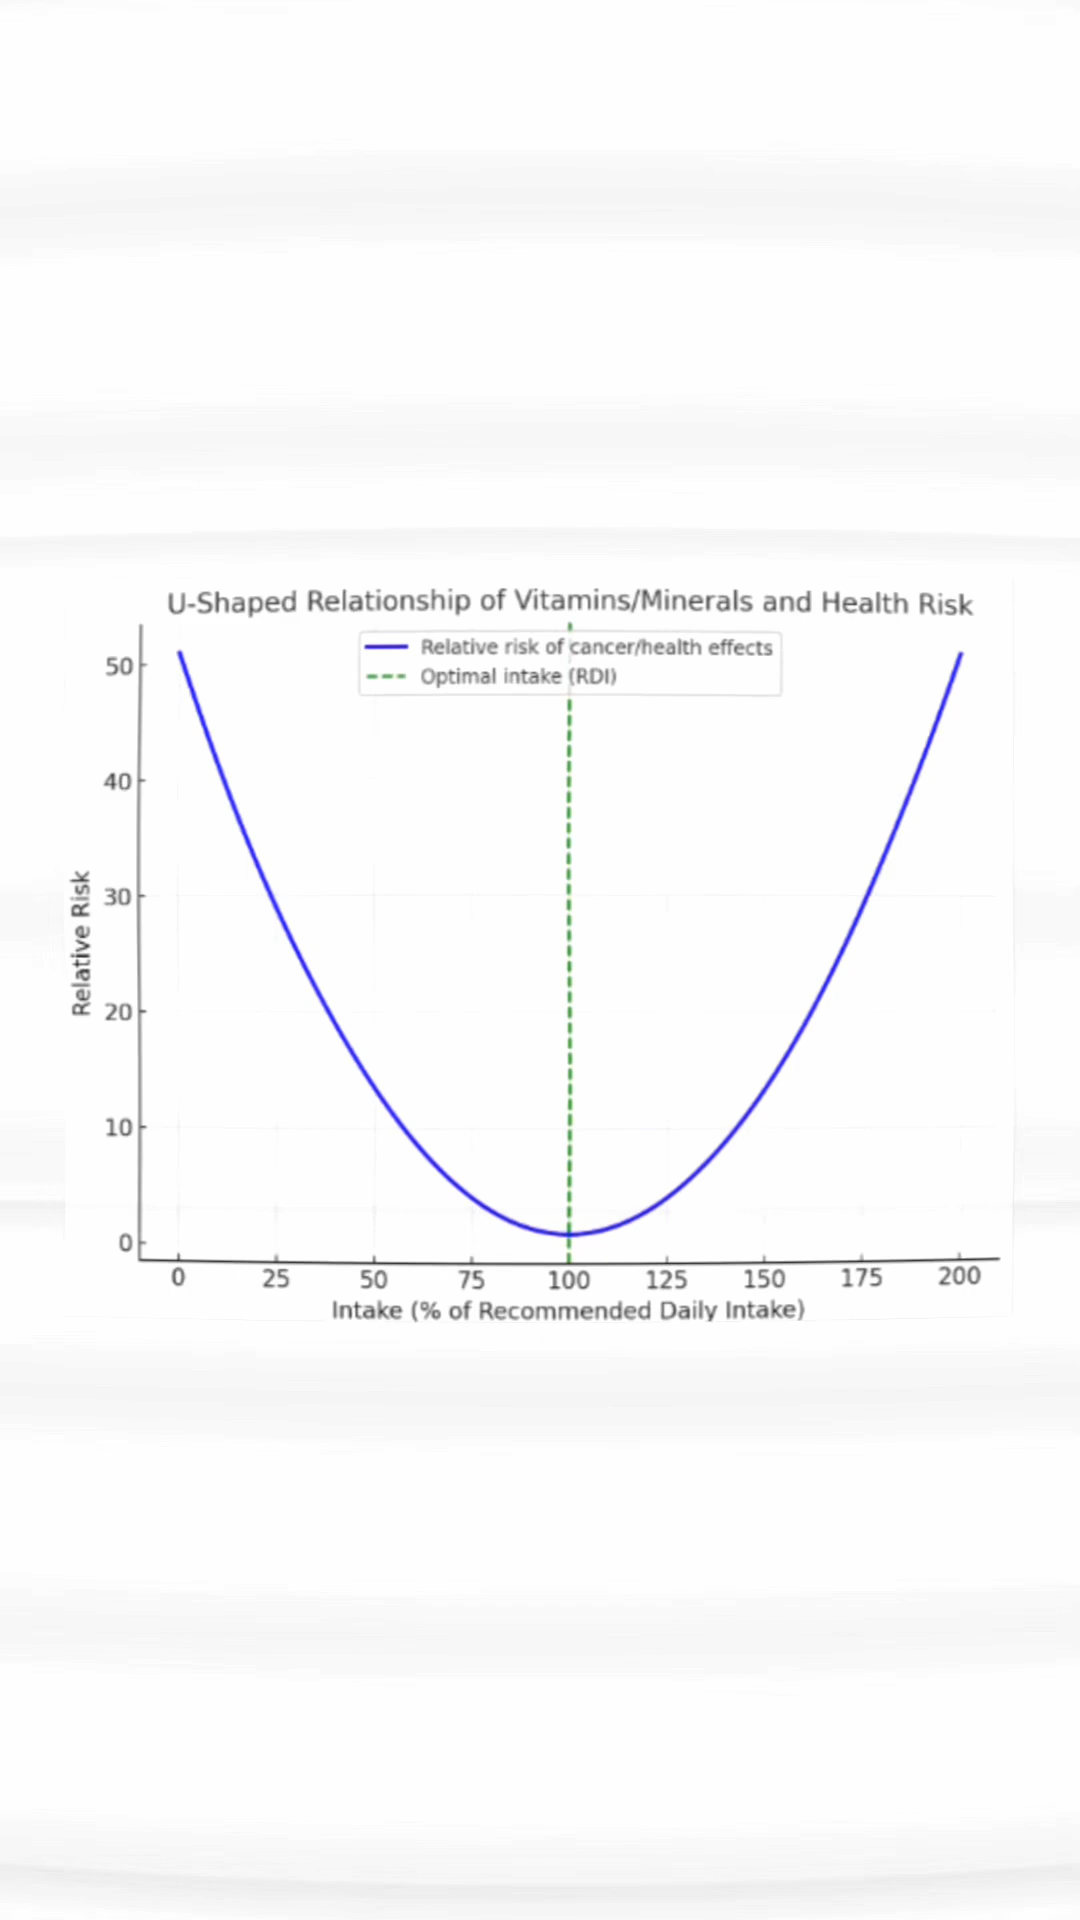 U-Shaped Relationship of Vitamins/Minerals and Health Risk
Relative risk of cancer/health effects
Optimal intake (RDI)
Relative Risk
50
40
30
20
10
0
0 25 50 75 100 125 150 175 200
Intake (% of Recommended Daily Intake)